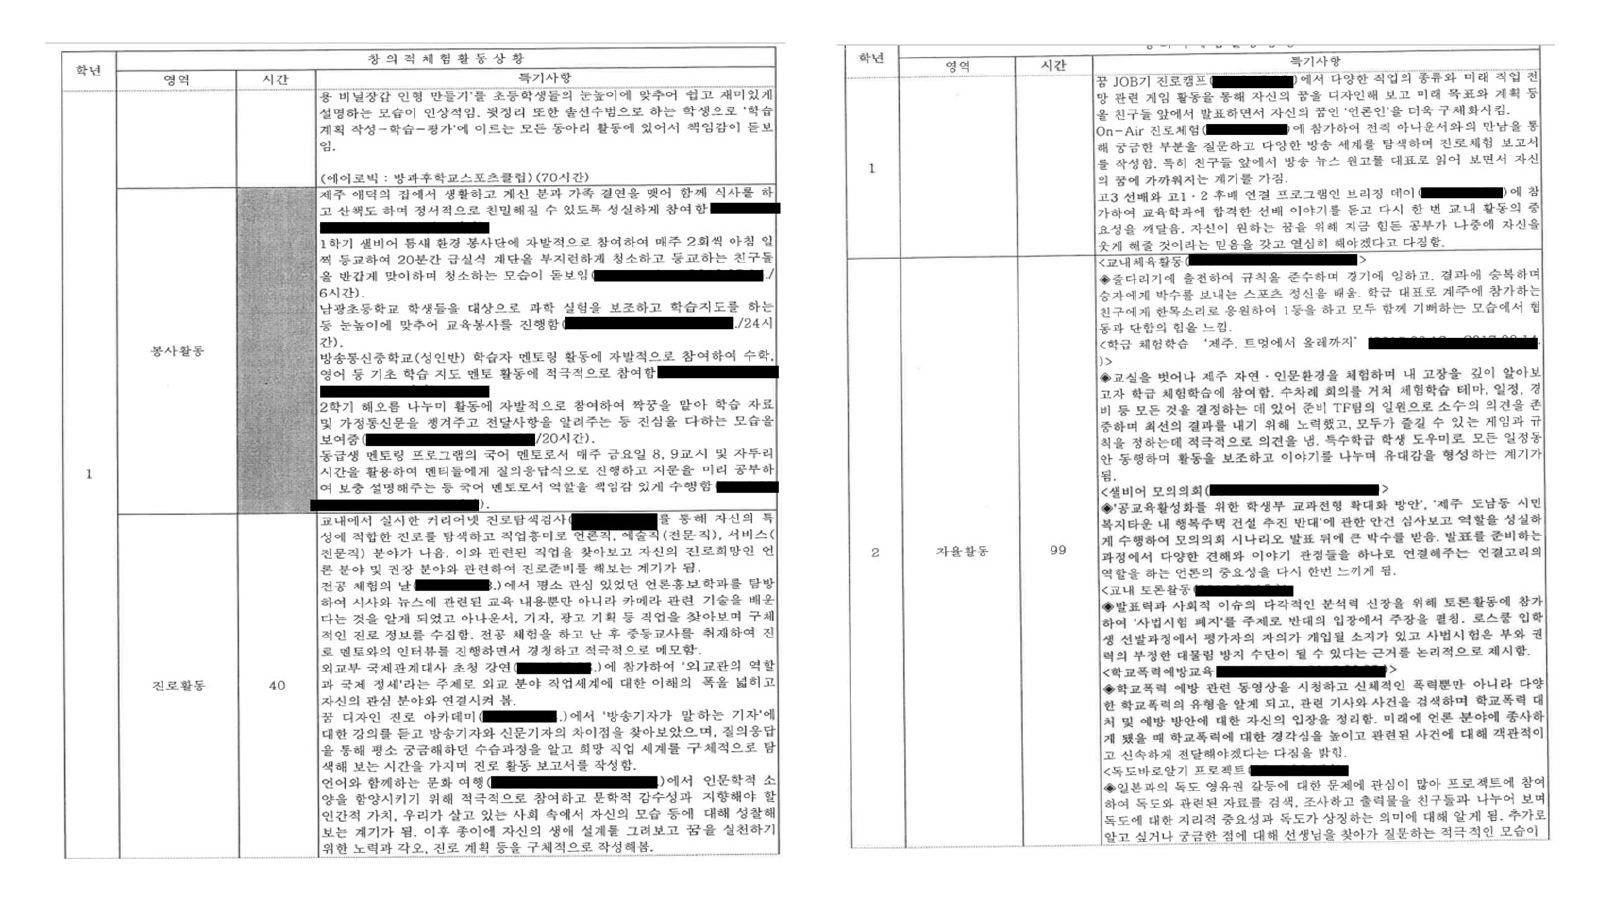 학년
창 의 적 체 험 활 동 상 황
영역
시간
특기사항
용 비닐장갑 인형 만들기'를 초등학생들의 눈높이에 맞추어 쉽고 재미있게
설명하는 모습이 인상적임. 뒷정리 또한 솔선수범으로 하는 학생으로 '학습
계획 작성-학습-평가'에 이르는 모든 동아리 활동에 있어서 책임감이 돋보
임.
(에어로빅 : 방과후학교스포츠클럽)(70시간)
1
봉사활동
제주 애덕의 집에서 생활하고 계신 분과 가족 결연을 맺어 함께 식사를 하
고 산책도 하며 정서적으로 친밀해질 수 있도록 성실하게 참여함
1학기 샐비어 틈새 환경 봉사단에 자발적으로 참여하여 매주 2회씩 아침 일
찍 등교하여 20분간 급실식 계단을 부지런하게 청소하고 등교하는 친구들
을 반갑게 맞이하며 청소하는 모습이 돋보임( ./
6시간).
남광초등학교 학생들을 대상으로 과학 실험을 보조하고 학습지도를 하는
등 눈높이에 맞추어 교육봉사를 진행함( ./24시
간).
방송통신중학교(성인반) 학습자 멘토링 활동에 자발적으로 참여하여 수학,
영어 등 기초 학습 지도 멘토 활동에 적극적으로 참여함
2학기 해오름 나누미 활동에 자발적으로 참여하여 짝꿍을 맡아 학습 자료
및 가정통신문을 챙겨주고 전달사항을 알려주는 등 진심을 다하는 모습을
보여줌( /20시간).
동급생 멘토링 프로그램의 국어 멘토로서 매주 금요일 8, 9교시 및 자투리
시간을 활용하여 멘티들에게 질의응답식으로 진행하고 지문을 미리 공부하
여 보충 설명해주는 등 국어 멘토로서 역할을 책임감 있게 수행함(
).
진로활동
40
교내에서 실시한 커리어넷 진로탐색검사( 를 통해 자신의 특
성에 적합한 진로를 탐색하고 직업흥미로 언론직, 예술직(전문직), 서비스(
전문직) 분야가 나옴. 이와 관련된 직업을 찾아보고 자신의 진로희망인 언
론 분야 및 권장 분야와 관련하여 진로준비를 해보는 계기가 됨.
전공 체험의 날( .)에서 평소 관심 있었던 언론홍보학과를 탐방
하여 시사와 뉴스에 관련된 교육 내용뿐만 아니라 카메라 관련 기술을 배운
다는 것을 알게 되었고 아나운서, 기자, 광고 기획 등 직업을 찾아보며 구체
적인 진로 정보를 수집함. 전공 체험을 하고 난 후 중등교사를 취재하여 진
로 멘토와의 인터뷰를 진행하면서 경청하고 적극적으로 메모함.
외교부 국제관계대사 초청 강연( .)에 참가하여 '외교관의 역할
과 국제 정세'라는 주제로 외교 분야 직업세계에 대한 이해의 폭을 넓히고
자신의 관심 분야와 연결시켜 봄.
꿈 디자인 진로 아카데미( .)에서 '방송기자가 말하는 기자'에
대한 강의를 듣고 방송기자와 신문기자의 차이점을 찾아보았으며, 질의응답
을 통해 평소 궁금해하던 수습과정을 알고 희망 직업 세계를 구체적으로 탐
색해 보는 시간을 가지며 진로 활동 보고서를 작성함.
언어와 함께하는 문화 여행( )에서 인문학적 소
양을 함양시키기 위해 적극적으로 참여하고 문학적 감수성과 지향해야 할
인간적 가치, 우리가 살고 있는 사회 속에서 자신의 모습 등에 대해 성찰해
보는 계기가 됨. 이후 종이에 자신의 생애 설계를 그려보고 꿈을 실천하기
위한 노력과 각오, 진로 계획 등을 구체적으로 작성해봄.
학년
영역
시간
특기사항
1
꿈 JOB기 진로캠프( )에서 다양한 직업의 종류와 미래 직업 전
망 관련 게임 활동을 통해 자신의 꿈을 디자인해 보고 미래 목표와 계획 등
을 친구들 앞에서 발표하면서 자신의 꿈인 '언론인'을 더욱 구체화시킴.
On-Air 진로체험( )에 참가하여 전직 아나운서와의 만남을 통
해 궁금한 부분을 질문하고 다양한 방송 세계를 탐색하며 진로체험 보고서
를 작성함. 특히 친구들 앞에서 방송 뉴스 원고를 대표로 읽어 보면서 자신
의 꿈에 가까워지는 계기를 가짐.
고3 선배와 고1·2 후배 연결 프로그램인 브리징 데이( )에 참
가하여 교육학과에 합격한 선배 이야기를 듣고 다시 한 번 교내 활동의 중
요성을 깨달음. 자신이 원하는 꿈을 위해 지금 힘든 공부가 나중에 자신을
웃게 해줄 것이라는 믿음을 갖고 열심히 해야겠다고 다짐함.
2
자율활동
99
<교내체육활동( >
◈줄다리기에 출전하여 규칙을 준수하며 경기에 임하고, 결과에 승복하며
승자에게 박수를 보내는 스포츠 정신을 배움. 학급 대표로 계주에 참가하는
친구에게 한목소리로 응원하여 1등을 하고 모두 함께 기뻐하는 모습에서 협
동과 단합의 힘을 느낌.
<학급 체험학습 '제주, 트멍에서 올레까지'
)>
◈교실을 벗어나 제주 자연·인문환경을 체험하며 내 고장을 깊이 알아보
고자 학급 체험학습에 참여함. 수차례 회의를 거쳐 체험학습 테마, 일정, 경
비 등 모든 것을 결정하는 데 있어 준비 TF팀의 일원으로 소수의 의견을 존
중하며 최선의 결과를 내기 위해 노력했고, 모두가 즐길 수 있는 게임과 규
칙을 정하는데 적극적으로 의견을 냄. 특수학급 학생 도우미로 모든 일정동
안 동행하며 활동을 보조하고 이야기를 나누며 유대감을 형성하는 계기가
됨.
<샐비어 모의의회( >
◈'공교육활성화를 위한 학생부 교과전형 확대화 방안', '제주 도남동 시민
복지타운 내 행복주택 건설 추진 반대'에 관한 안건 심사보고 역할을 성실하
게 수행하여 모의의회 시나리오 발표 뒤에 큰 박수를 받음. 발표를 준비하는
과정에서 다양한 견해와 이야기 관점들을 하나로 연결해주는 연결고리의
역할을 하는 언론의 중요성을 다시 한번 느끼게 됨.
<교내 토론활동(
◈발표력과 사회적 이슈의 다각적인 분석력 신장을 위해 토론활동에 참가
하여 '사법시험 폐지'를 주제로 반대의 입장에서 주장을 펼침. 로스쿨 입학
생 선발과정에서 평가자의 자의가 개입될 소지가 있고 사법시험은 부와 권
력의 부정한 대물림 방지 수단이 될 수 있다는 근거를 논리적으로 제시함.
<학교폭력예방교육 )>
◈학교폭력 예방 관련 동영상을 시청하고 신체적인 폭력뿐만 아니라 다양
한 학교폭력의 유형을 알게 되고, 관련 기사와 사건을 검색하며 학교폭력 대
처 및 예방 방안에 대한 자신의 입장을 정리함. 미래에 언론 분야에 종사하
게 됐을 때 학교폭력에 대한 경각심을 높이고 관련된 사건에 대해 객관적이
고 신속하게 전달해야겠다는 다짐을 밝힘.
<독도바로알기 프로젝트(
◈일본과의 독도 영유권 갈등에 대한 문제에 관심이 많아 프로젝트에 참여
하여 독도와 관련된 자료를 검색, 조사하고 출력물을 친구들과 나누어 보며
독도에 대한 지리적 중요성과 독도가 상징하는 의미에 대해 알게 됨. 추가로
알고 싶거나 궁금한 점에 대해 선생님을 찾아가 질문하는 적극적인 모습이